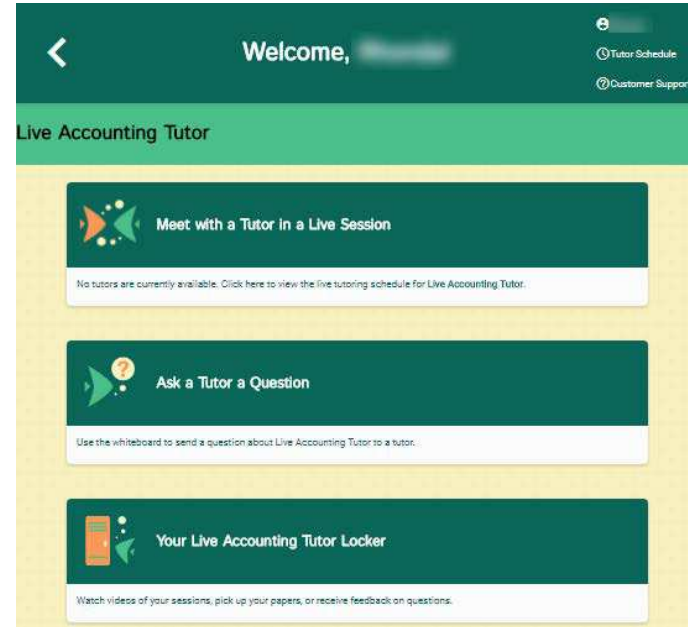 Welcome,
Tutor Schedule
Customer Suppor
Live Accounting Tutor
Meet with a Tutor in a Live Session
No tutors are currently available. Click here to view the live tutoring schedule for Live Accounting Tutor.
Ask a Tutor a Question
Use the whiteboard to send a question about Live Accounting Tutor to a tutor.
Your Live Accounting Tutor Locker
Watch videos of your sessions, pick up your papers, or receive feedback on questions.